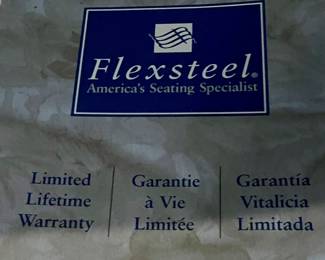 Flexsteel®
America's Seating Specialist
Limited
Lifetime
Warranty
Garantie
à Vie
Limitée
Garantía
Vitalicia
Limitada